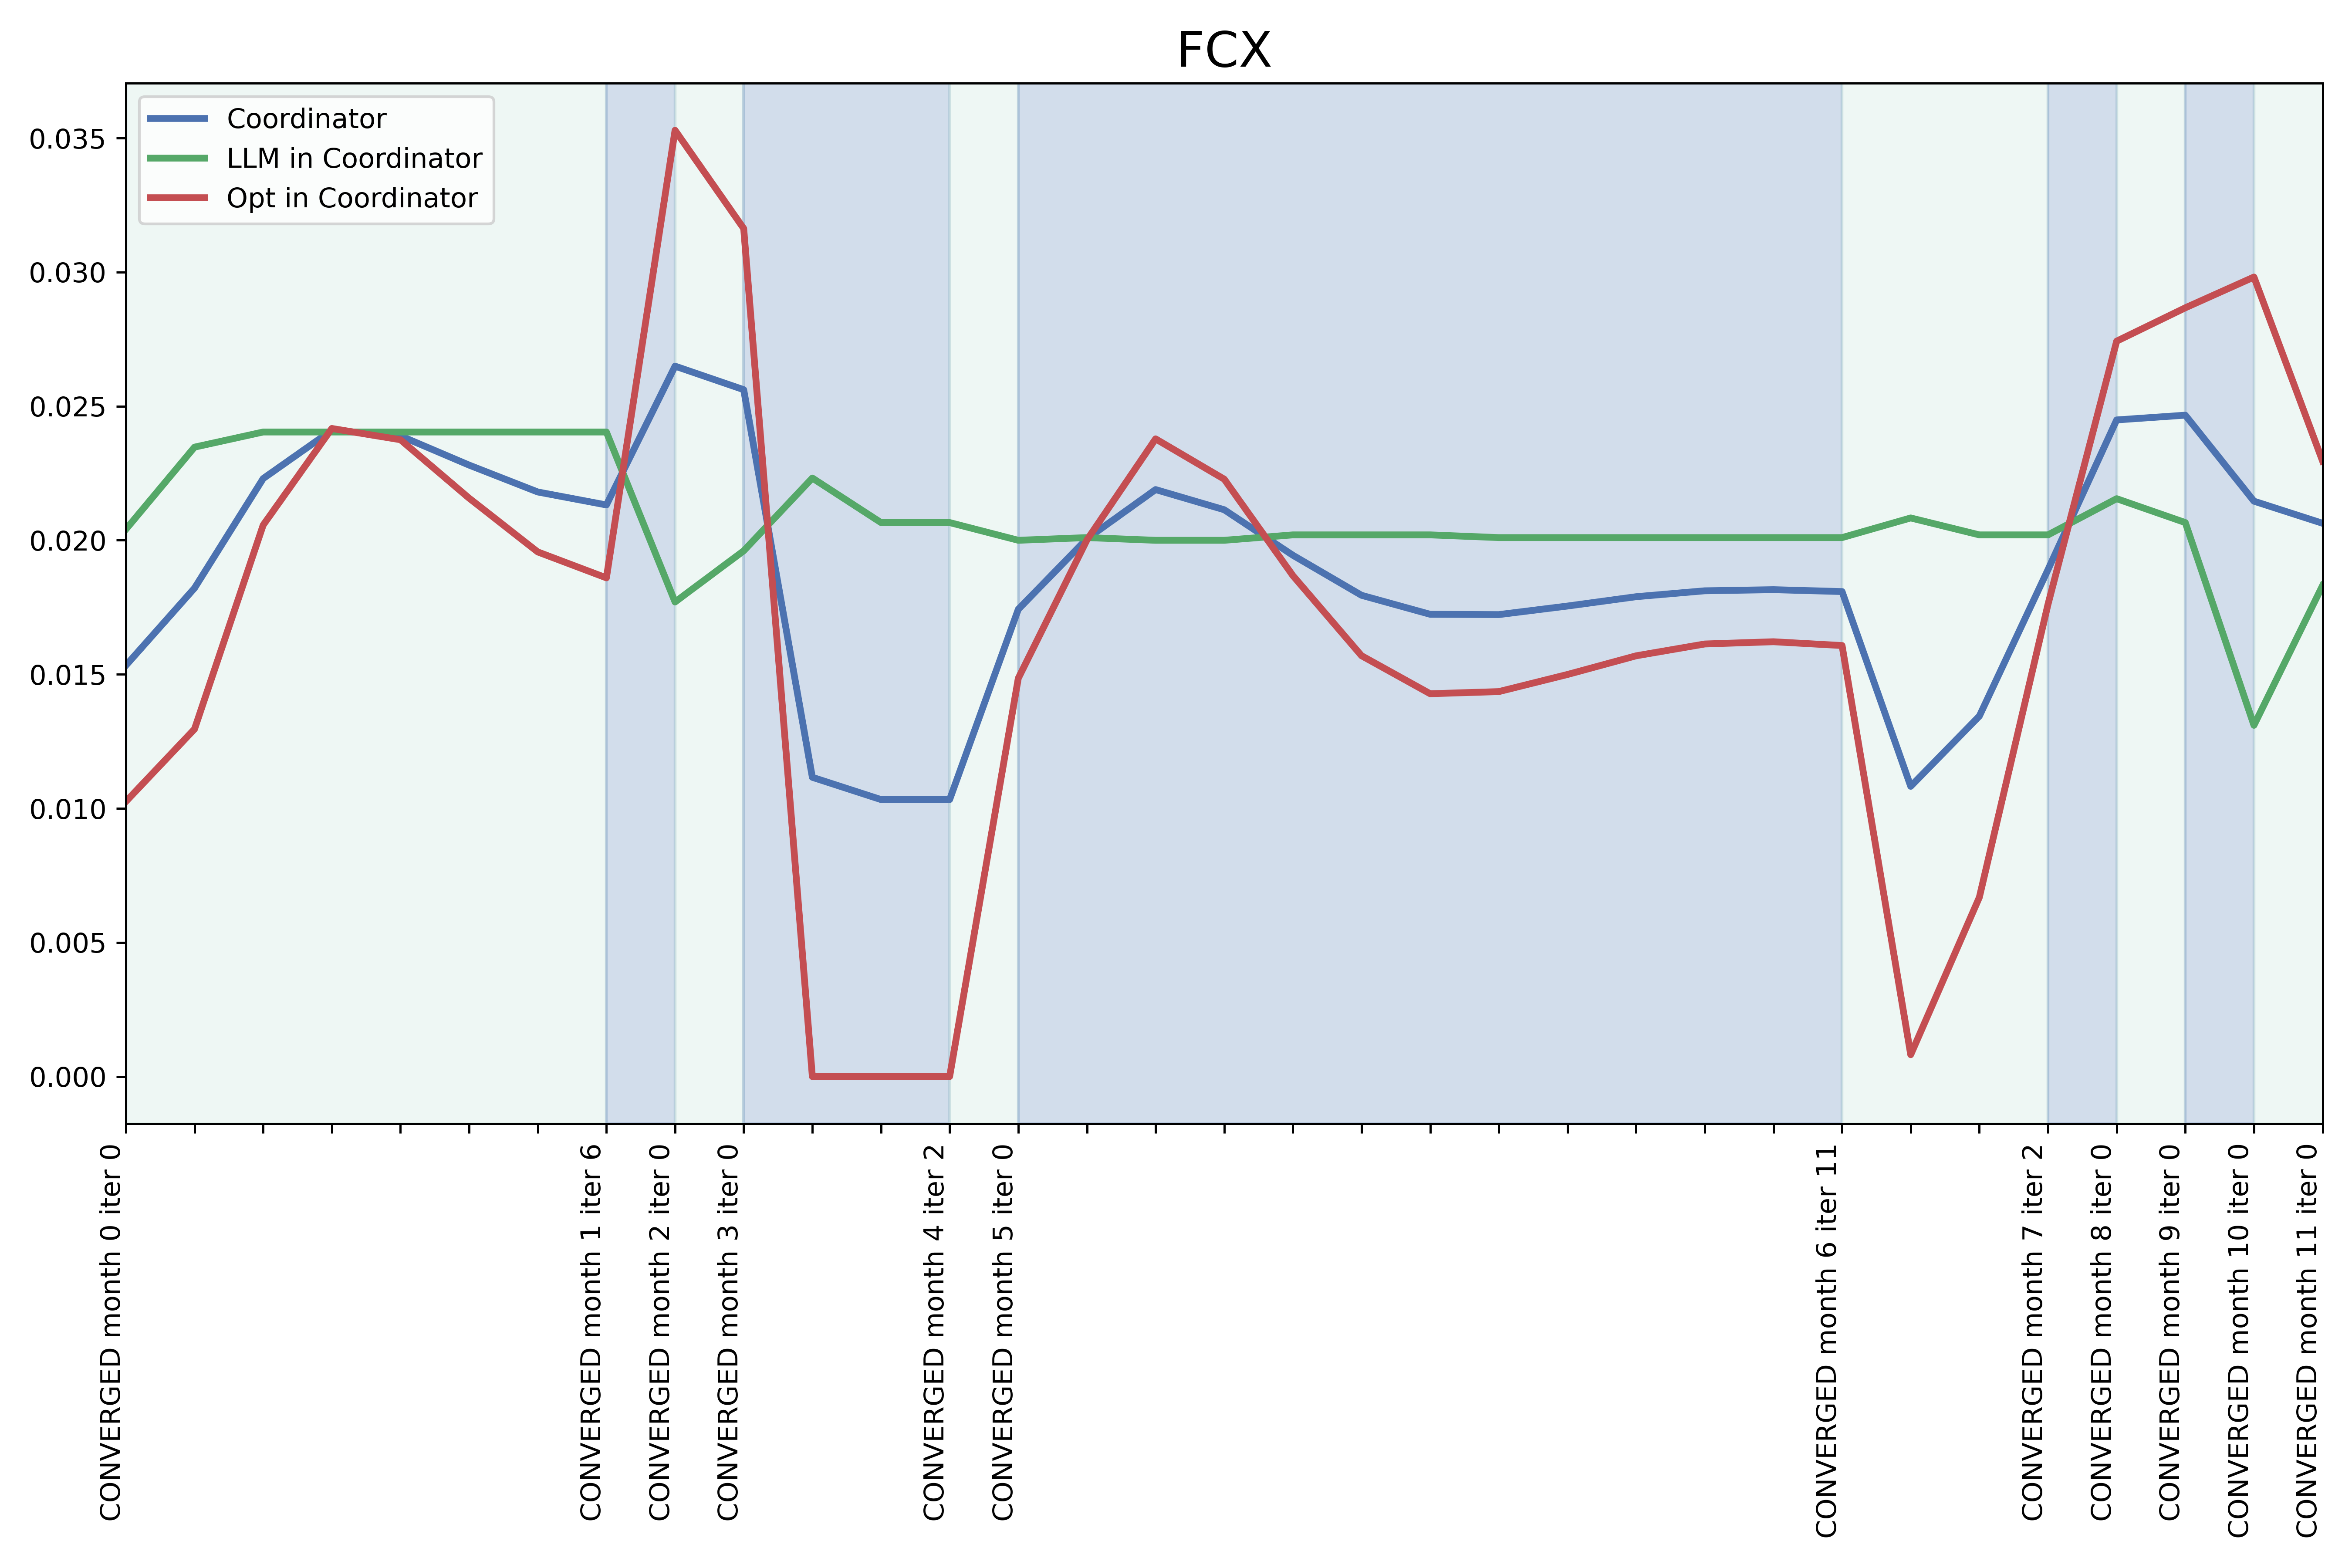 FCX
Coordinator
LLM in Coordinator
Opt in Coordinator
0.035
0.030
0.025
0.020
0.015
0.010
0.005
0.000
CONVERGED month 0 iter 0
CONVERGED month 1 iter 6
CONVERGED month 2 iter 0
CONVERGED month 3 iter 0
CONVERGED month 4 iter 2
CONVERGED month 5 iter 0
CONVERGED month 6 iter 11
CONVERGED month 7 iter 2
CONVERGED month 8 iter 0
CONVERGED month 9 iter 0
CONVERGED month 10 iter 0
CONVERGED month 11 iter 0